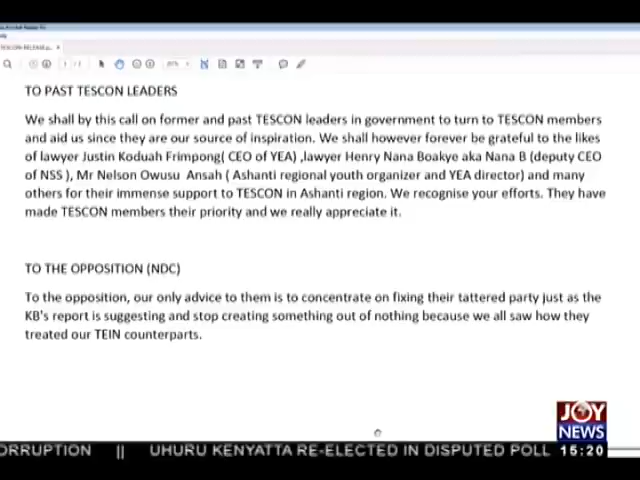 TO PAST TESCON LEADERS
We shall by this call on former and past TESCON leaders in government to turn to TESCON members
and aid us since they are our source of inspiration. We shall however forever be grateful to the likes
of lawyer Justin Koduah Frimpong( CEO of YEA) ,lawyer Henry Nana Boakye aka Nana B (deputy CEO
of NSS ), Mr Nelson Owusu Ansah ( Ashanti regional youth organizer and YEA director) and many
others for their immense support to TESCON in Ashanti region. We recognise your efforts. They have
made TESCON members their priority and we really appreciate it.
TO THE OPPOSITION (NDC)
To the opposition, our only advice to them is to concentrate on fixing their tattered party just as the
KB's report is suggesting and stop creating something out of nothing because we all saw how they
treated our TEIN counterparts.
JOY
NEWS
ORRUPTION || UHURU KENYATTA RE-ELECTED IN DISPUTED POLL 15:20